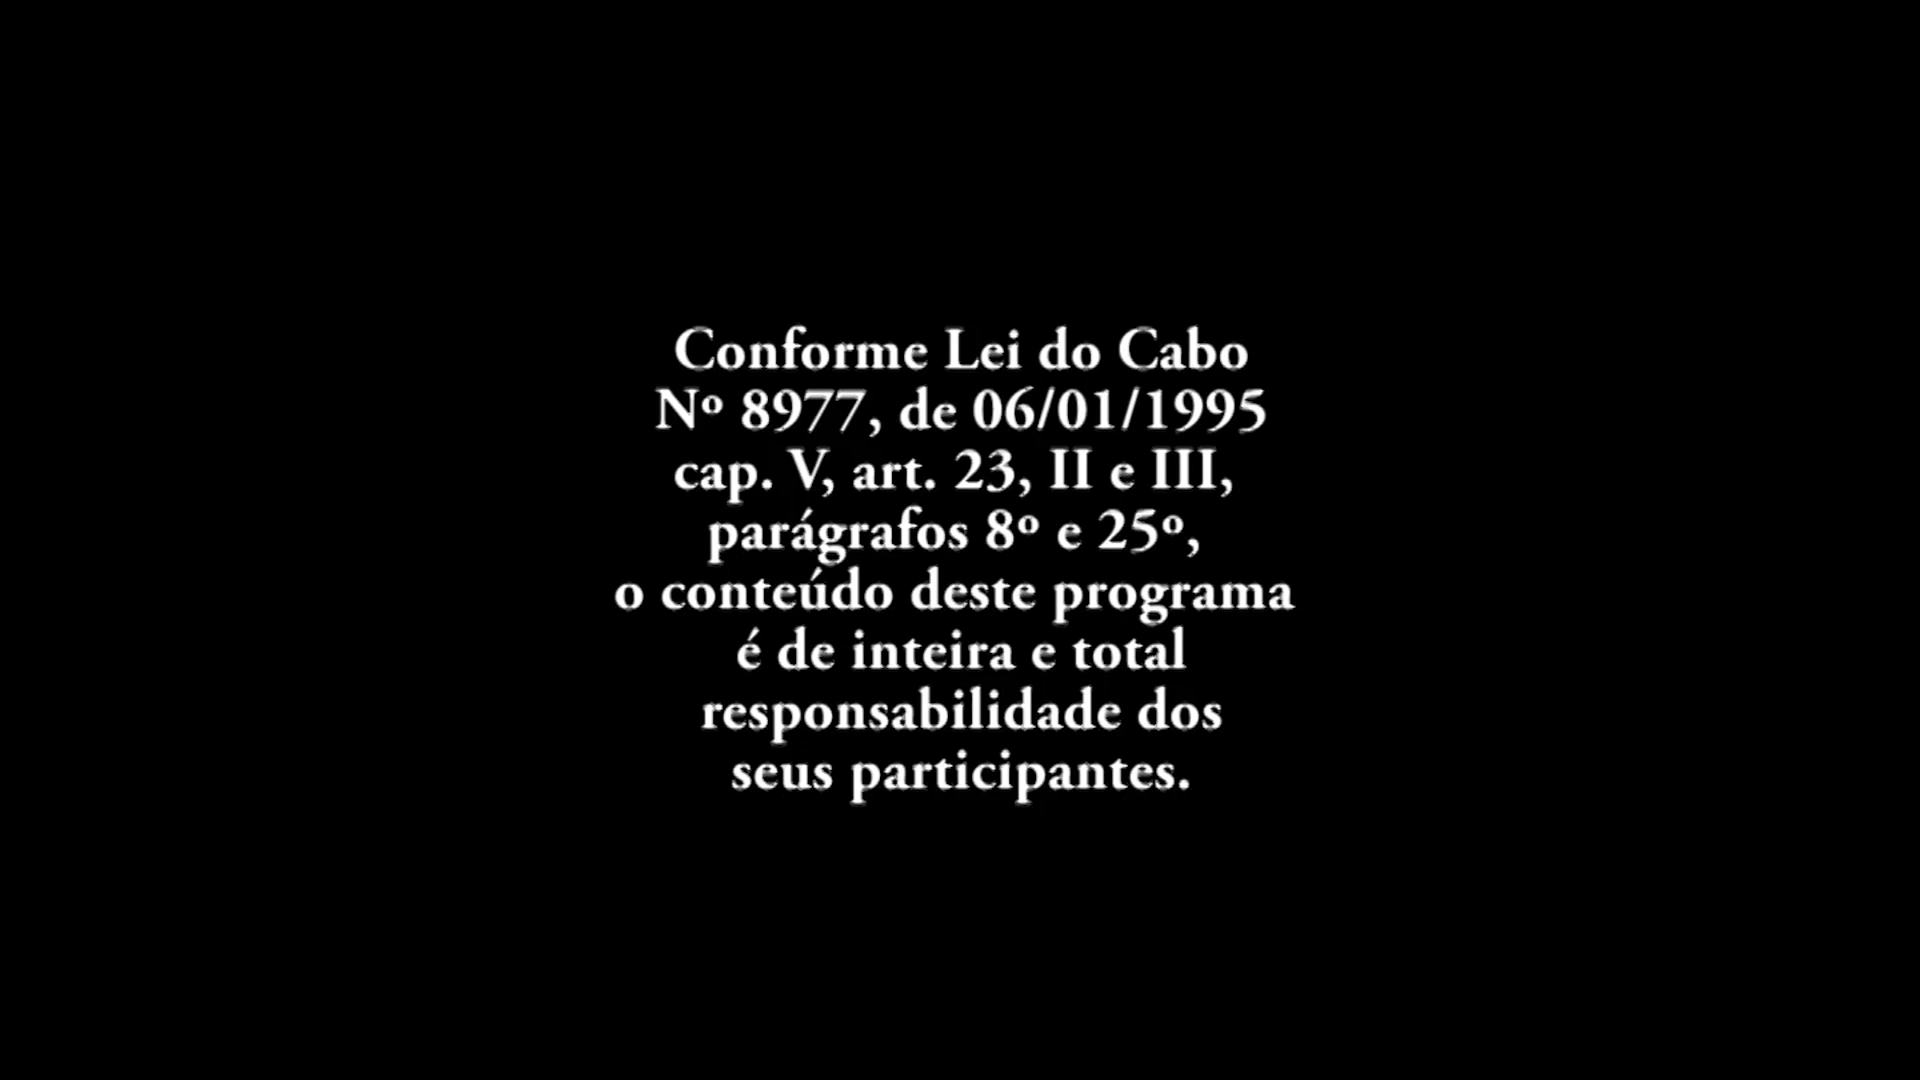 Conforme Lei do Cabo
Nº 8977, de 06/01/1995
cap. V, art. 23, II e III,
parágrafos 8º e 25º,
o conteúdo deste programa
é de inteira e total
responsabilidade dos
seus participantes.